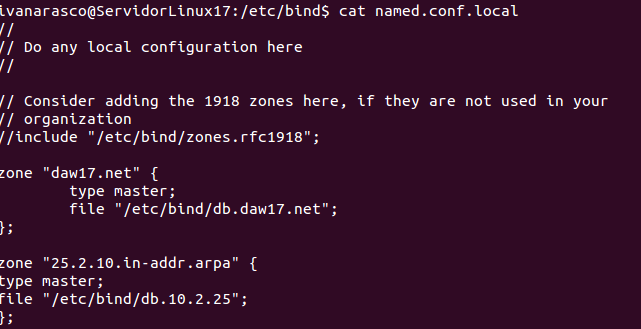 ivanarasco@ServidorLinux17:/etc/bind$ cat named.conf.local
//
// Do any local configuration here
//
// Consider adding the 1918 zones here, if they are not used in your
// organization
//include "/etc/bind/zones.rfc1918";
zone "daw17.net" {
        type master;
        file "/etc/bind/db.daw17.net";
};
zone "25.2.10.in-addr.arpa" {
type master;
file "/etc/bind/db.10.2.25";
};